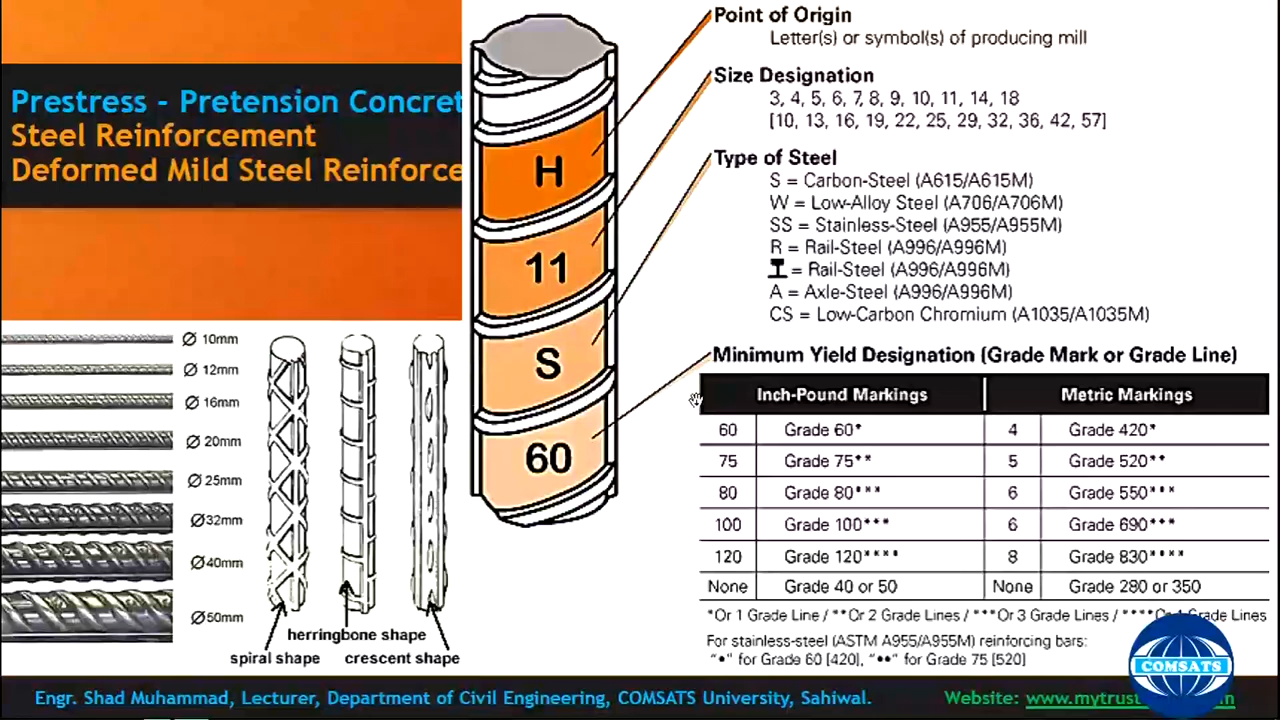 Prestress - Pretension Concret
Steel Reinforcement
Deformed Mild Steel Reinforce
H
11
S
60
Point of Origin
Letter(s) or symbol(s) of producing mill
Size Designation
3, 4, 5, 6, 7, 8, 9, 10, 11, 14, 18
[10, 13, 16, 19, 22, 25, 29, 32, 36, 42, 57]
Type of Steel
S = Carbon-Steel (A615/A615M)
W = Low-Alloy Steel (A706/A706M)
SS = Stainless-Steel (A955/A955M)
R = Rail-Steel (A996/A996M)
= Rail-Steel (A996/A996M)
A = Axle-Steel (A996/A996M)
CS = Low-Carbon Chromium (A1035/A1035M)
Minimum Yield Designation (Grade Mark or Grade Line)
Inch-Pound Markings Metric Markings
60 Grade 60* 4 Grade 420*
75 Grade 75** 5 Grade 520**
80 Grade 80*** 6 Grade 550***
100 Grade 100*** 6 Grade 690***
120 Grade 120**** 8 Grade 830****
None Grade 40 or 50 None Grade 280 or 350
*Or 1 Grade Line / **Or 2 Grade Lines / ***Or 3 Grade Lines / ****Or Grade Lines
For stainless-steel (ASTM A955/A955M) reinforcing bars:
"•" for Grade 60 [420], "••" for Grade 75 [520]
Ø 10mm
Ø 12mm
Ø 16mm
Ø 20mm
Ø 25mm
Ø 32mm
Ø 40mm
Ø 50mm
herringbone shape
spiral shape crescent shape
COMSATS
Engr. Shad Muhammad, Lecturer, Department of Civil Engineering, COMSATS University, Sahiwal. Website: